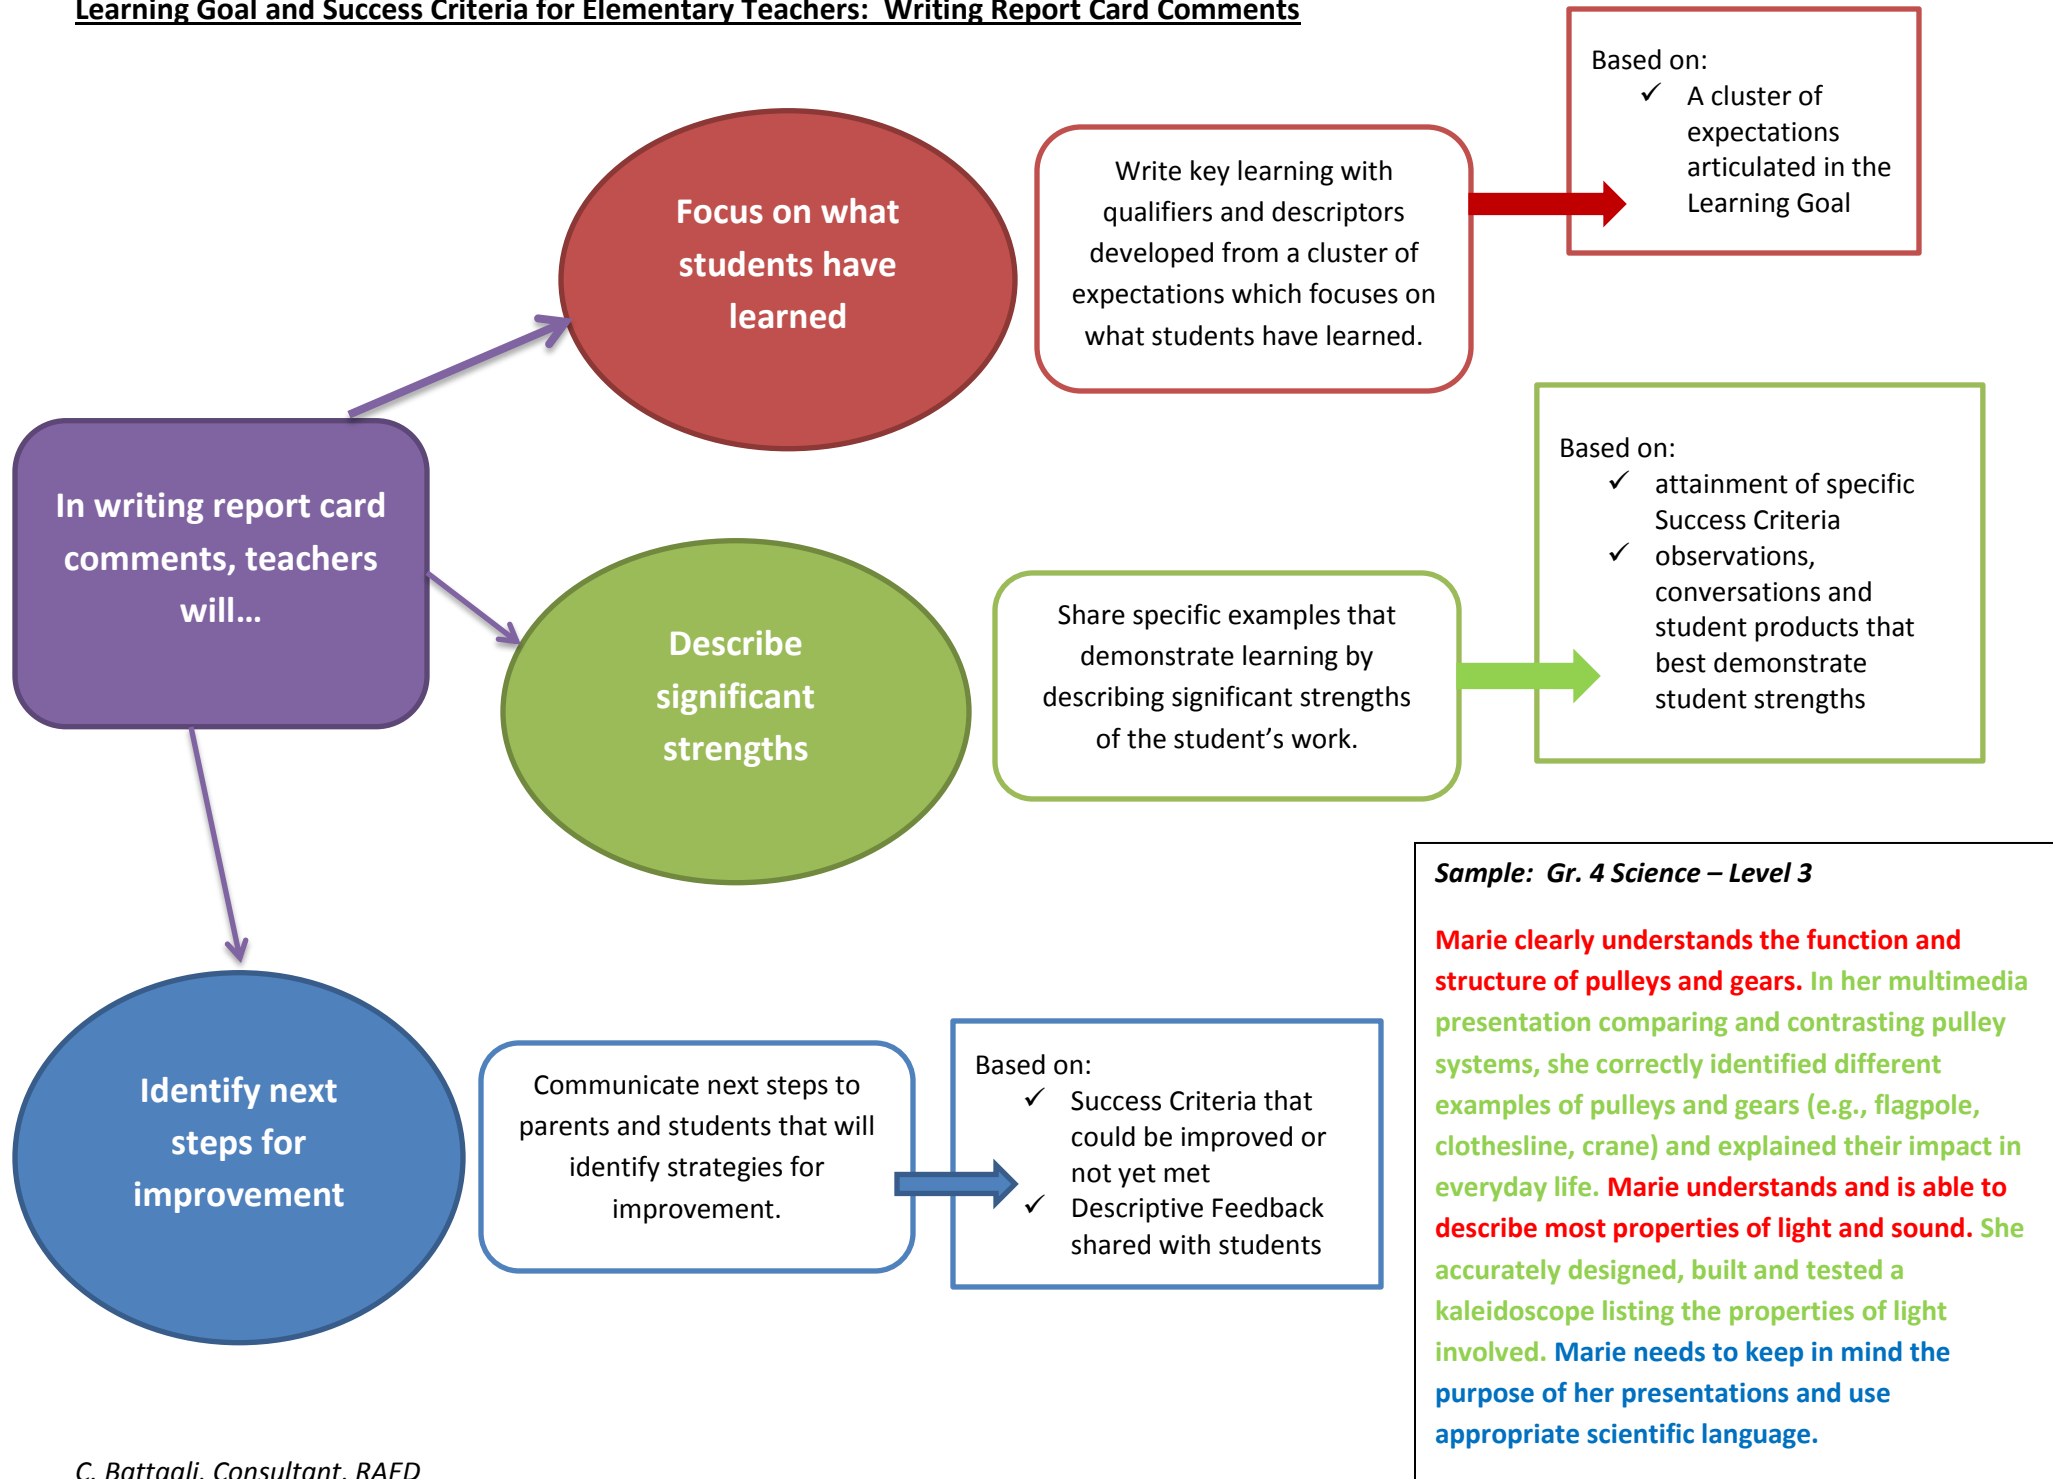 Learning Goal and Success Criteria for Elementary Teachers:  Writing Report Card Comments
Based on:
✓ A cluster of
expectations
articulated in the
Learning Goal
Focus on what
students have
learned
Write key learning with
qualifiers and descriptors
developed from a cluster of
expectations which focuses on
what students have learned.
In writing report card
comments, teachers
will…
Describe
significant
strengths
Share specific examples that
demonstrate learning by
describing significant strengths
of the student’s work.
Based on:
✓ attainment of specific
Success Criteria
✓ observations,
conversations and
student products that
best demonstrate
student strengths
Identify next
steps for
improvement
Communicate next steps to
parents and students that will
identify strategies for
improvement.
Based on:
✓ Success Criteria that
could be improved or
not yet met
✓ Descriptive Feedback
shared with students
Sample:  Gr. 4 Science – Level 3
Marie clearly understands the function and
structure of pulleys and gears. In her multimedia
presentation comparing and contrasting pulley
systems, she correctly identified different
examples of pulleys and gears (e.g., flagpole,
clothesline, crane) and explained their impact in
everyday life. Marie understands and is able to
describe most properties of light and sound. She
accurately designed, built and tested a
kaleidoscope listing the properties of light
involved. Marie needs to keep in mind the
purpose of her presentations and use
appropriate scientific language.
C. Battagli, Consultant, RAED